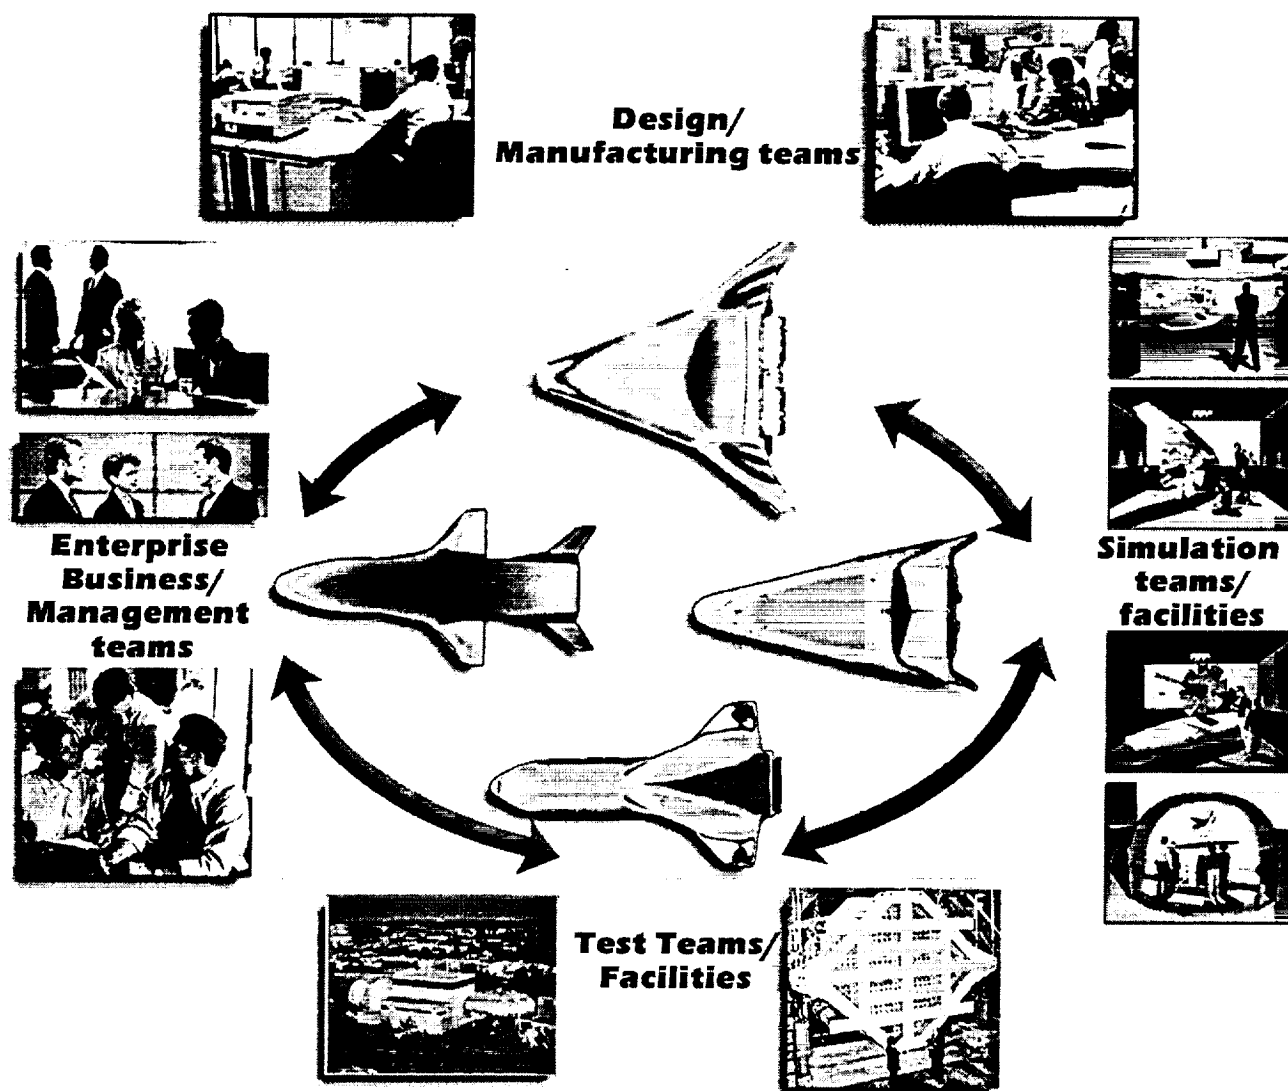 Design/
Manufacturing teams
Enterprise
Business/
Management
teams
Simulation
teams/
facilities
Test Teams/
Facilities